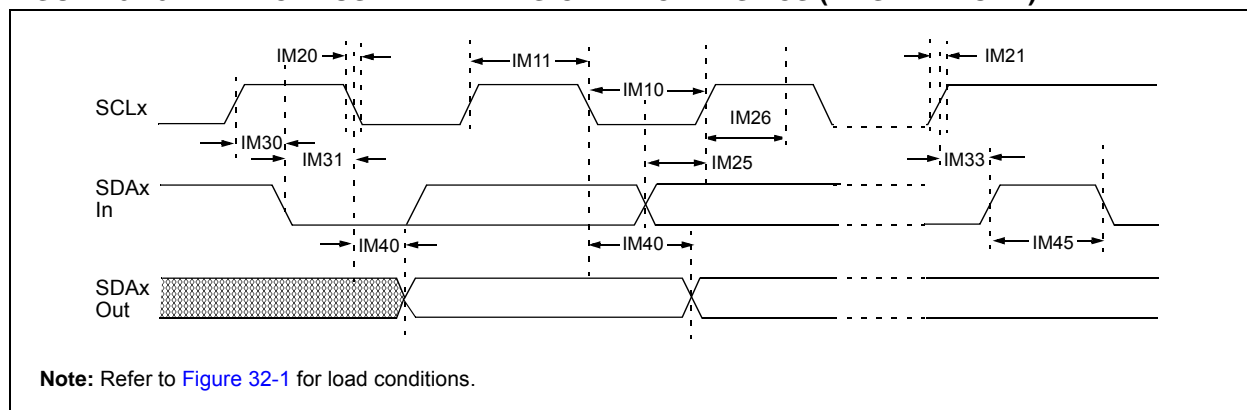 IM20
IM11
IM21
SCLx
IM10
IM26
IM30
IM31
IM25
IM33
SDAx
In
IM40
IM40
IM45
SDAx
Out
Note: Refer to Figure 32-1 for load conditions.